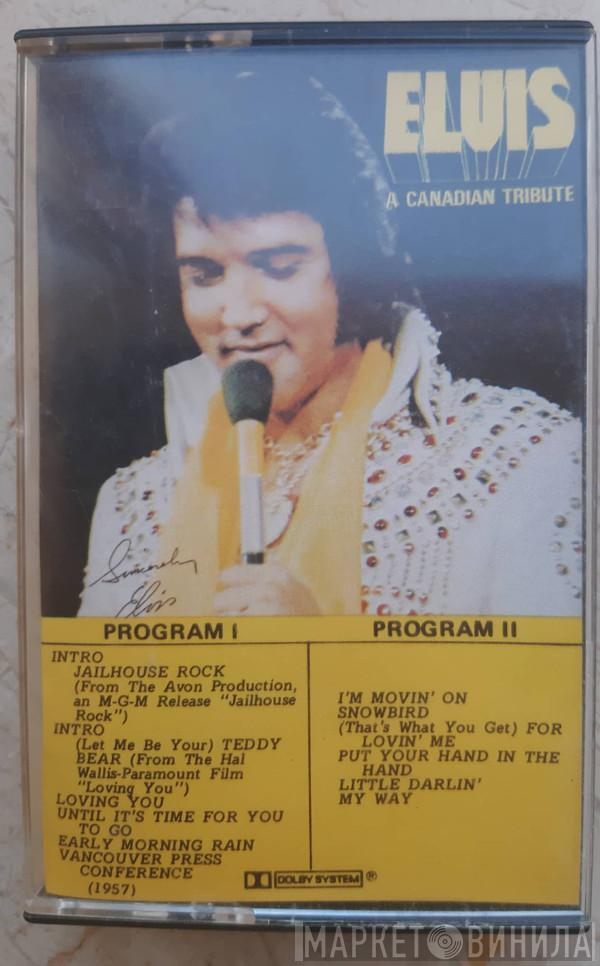 ELVIS
A CANADIAN TRIBUTE
Sincerely
Elvis
PROGRAM I
INTRO
JAILHOUSE ROCK
(From The Avon Production,
an M-G-M Release "Jailhouse
Rock")
INTRO
(Let Me Be Your) TEDDY
BEAR (From The Hal
Wallis-Paramount Film
"Loving You")
LOVING YOU
UNTIL IT'S TIME FOR YOU
TO GO
EARLY MORNING RAIN
VANCOUVER PRESS
CONFERENCE
(1957)
PROGRAM II
I'M MOVIN' ON
SNOWBIRD
(That's What You Get) FOR
LOVIN' ME
PUT YOUR HAND IN THE
HAND
LITTLE DARLIN'
MY WAY
DOLBY SYSTEM ®
МАРКЕТ ВИНИЛА